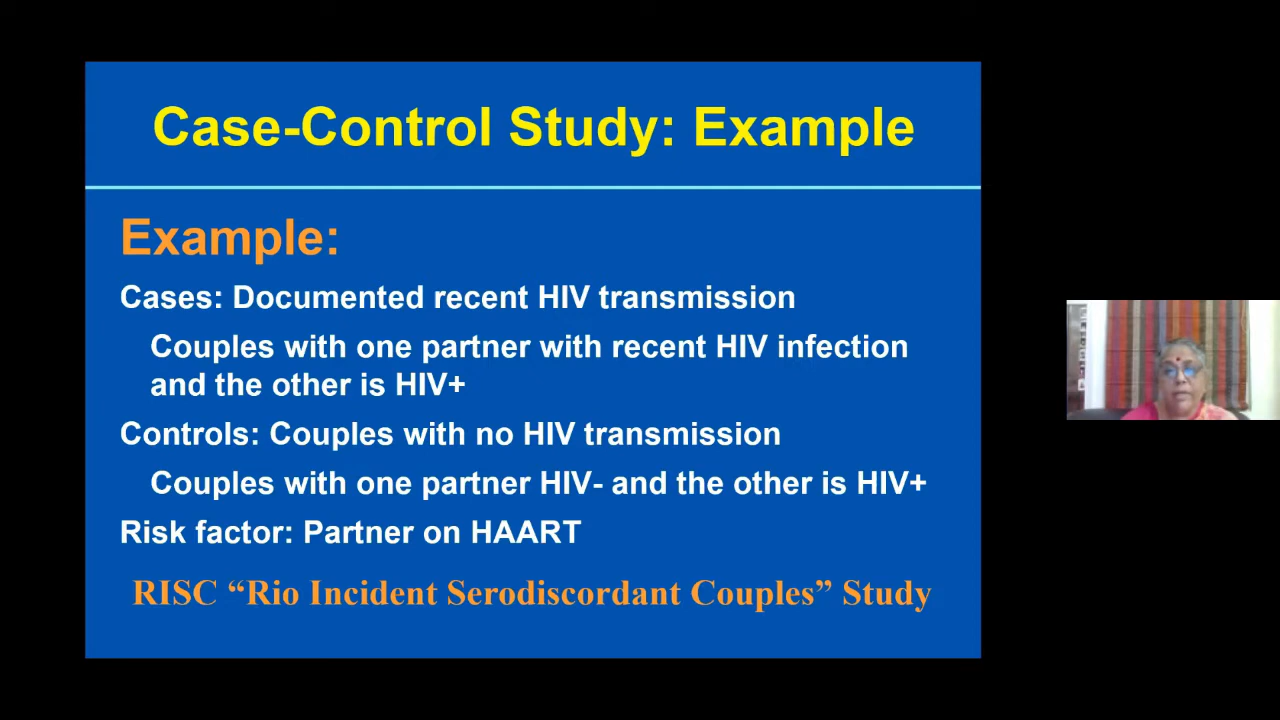 Case-Control Study: Example
Example:
Cases: Documented recent HIV transmission
Couples with one partner with recent HIV infection
and the other is HIV+
Controls: Couples with no HIV transmission
Couples with one partner HIV- and the other is HIV+
Risk factor: Partner on HAART
RISC “Rio Incident Serodiscordant Couples” Study